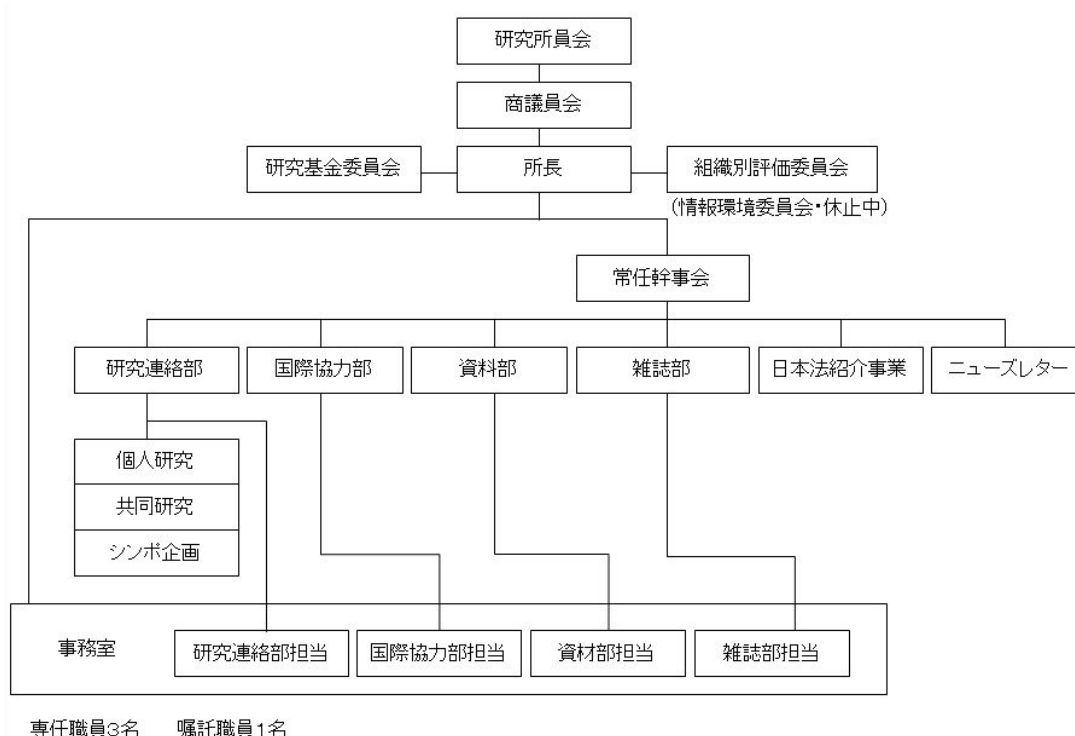 研究所員会
商議員会
研究基金委員会
所長
組織別評価委員会
(情報環境委員会・休止中)
常任幹事会
研究連絡部
国際協力部
資料部
雑誌部
日本法紹介事業
ニューズレター
個人研究
共同研究
シンポ企画
事務室
研究連絡部担当
国際協力部担当
資材部担当
雑誌部担当
専任職員3名 嘱託職員1名